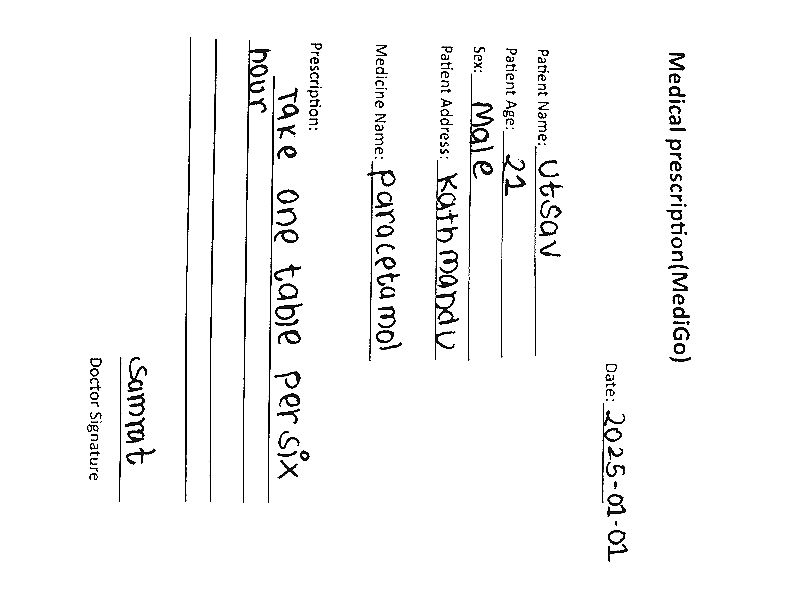 Medical prescription(MediGo)
Date: 2025-01-01
Patient Name: Utsav
Patient Age: 22
Sex: Male
Patient Address: Kathmandu
Medicine Name: Paracetamol
Prescription:
Take one table per six
hour
Sammat
Doctor Signature